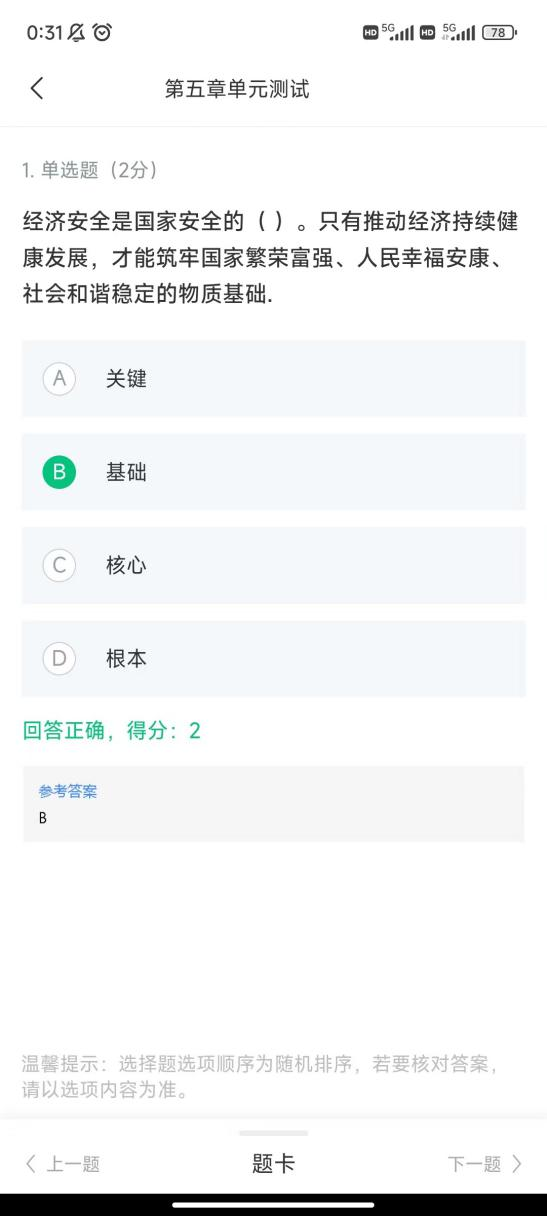 0:31 HD 5G HD 5G 78
第五章单元测试
1. 单选题（2分）
经济安全是国家安全的（ ）。只有推动经济持续健
康发展，才能筑牢国家繁荣富强、人民幸福安康、
社会和谐稳定的物质基础.
A 关键
B 基础
C 核心
D 根本
回答正确，得分：2
参考答案
B
温馨提示：选择题选项顺序为随机排序，若要核对答案，
请以选项内容为准。
上一题 题卡 下一题